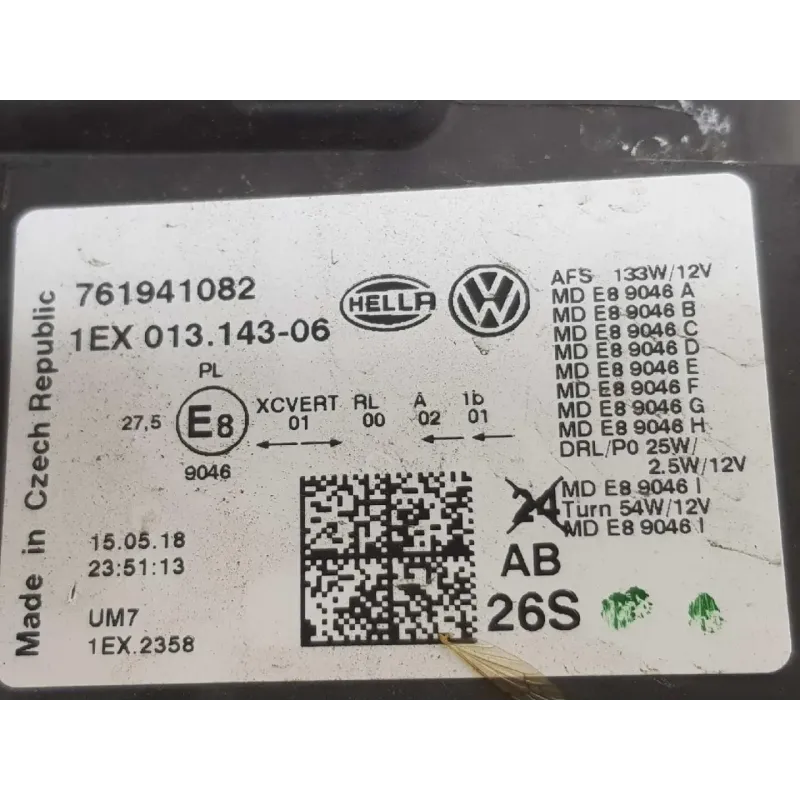 Made in Czech Republic
761941082
1EX 013.143-06
HELLA
VW
PL
27,5
E8
9046
XCVERT RL A 1b
01 00 02 01
15.05.18
23:51:13
UM7
1EX.2358
AFS 133W/12V
MD E8 9046 A
MD E8 9046 B
MD E8 9046 C
MD E8 9046 D
MD E8 9046 E
MD E8 9046 F
MD E8 9046 G
MD E8 9046 H
DRL/P0 25W/
2.5W/12V
MD E8 9046 I
Turn 54W/12V
MD E8 9046 I
24
AB
26S